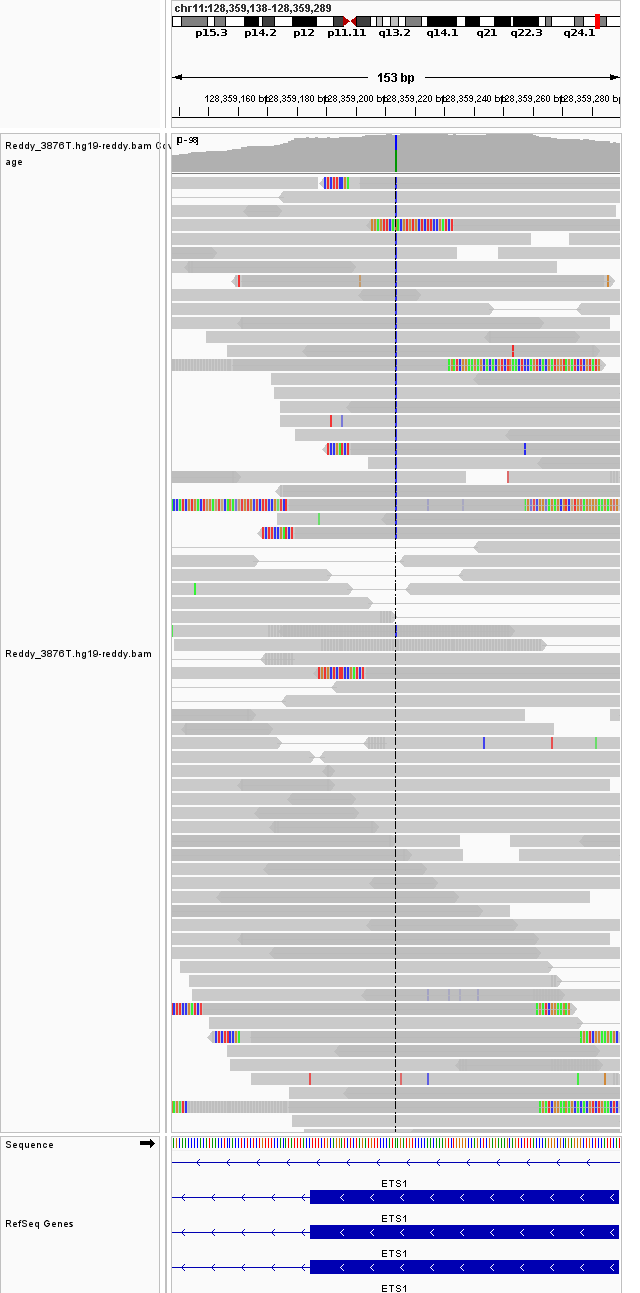 chr11:128,359,138-128,359,289
p15.3 p14.2 p12 p11.11 q13.2 q14.1 q21 q22.3 q24.1
153 bp
128,359,160 bp 128,359,180 bp 128,359,200 bp 128,359,220 bp 128,359,240 bp 128,359,260 bp 128,359,280 bp
Reddy_3876T.hg19-reddy.bam Cov
age
[0-98]
Reddy_3876T.hg19-reddy.bam
Sequence
ETS1
ETS1
RefSeq Genes
ETS1
ETS1